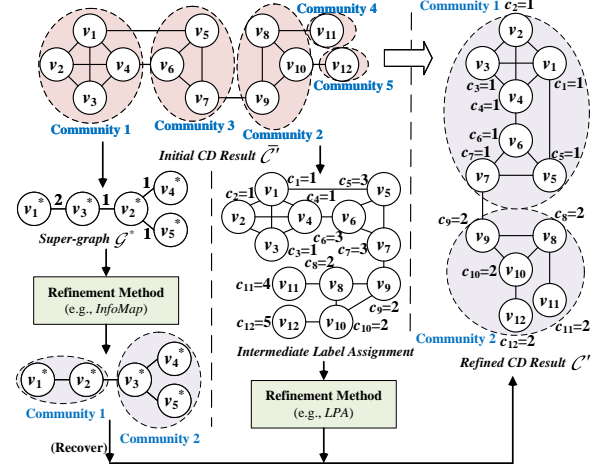 Community 4
v1
v5
v8
v11
v2
v4
v6
v10
v12
v3
v7
v9
Community 5
Community 1
Community 3
Community 2
Initial CD Result C̄'
v1*
2
v3*
1
v2*
1
v4*
1
v5*
Super-graph G*
Refinement Method
(e.g., InfoMap)
v1*
v2*
v3*
v4*
v5*
Community 1
Community 2
(Recover)
c1=1
c5=3
c2=1
v1
c4=1
v5
v2
v4
v6
v3
c3=1
c6=3
c7=3
v7
c8=2
c11=4
v11
v8
v9
c9=2
c12=5
v12
v10
c10=2
Intermediate Label Assignment
Refinement Method
(e.g., LPA)
Community 1
c2=1
v2
v3
v1
c3=1
c1=1
v4
c4=1
c6=1
v6
c7=1
c5=1
v7
v5
c9=2
c8=2
v9
v8
c10=2
v10
v11
v12
c11=2
Community 2
c12=2
Refined CD Result C'